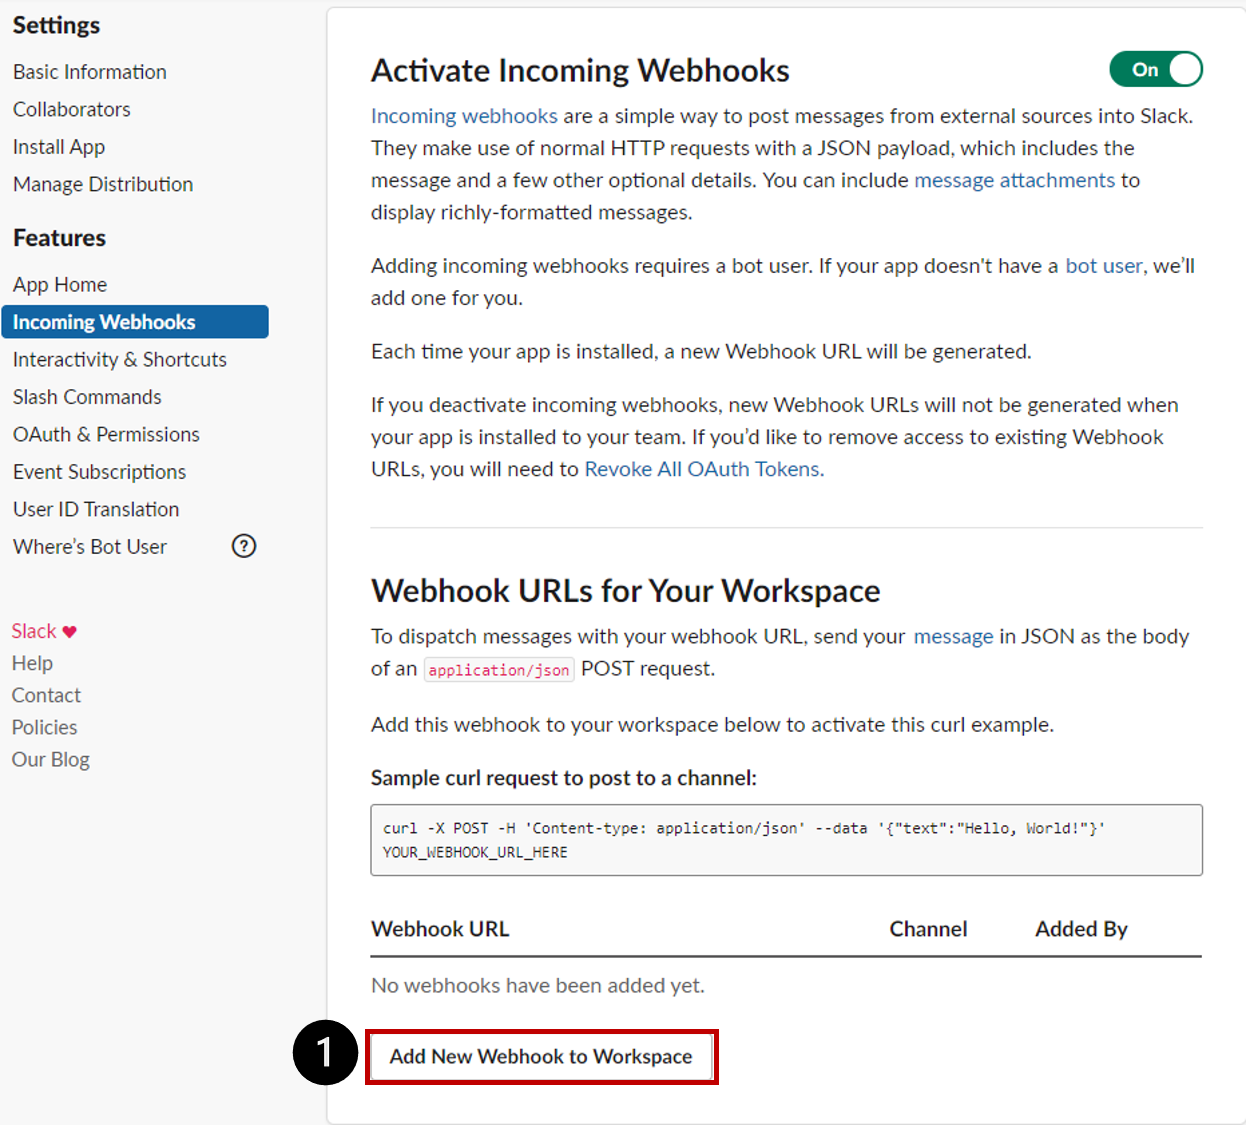 Settings
Basic Information
Collaborators
Install App
Manage Distribution
Features
App Home
Incoming Webhooks
Interactivity & Shortcuts
Slash Commands
OAuth & Permissions
Event Subscriptions
User ID Translation
Where’s Bot User ?
Slack ♥
Help
Contact
Policies
Our Blog
Activate Incoming Webhooks
On
Incoming webhooks are a simple way to post messages from external sources into Slack.
They make use of normal HTTP requests with a JSON payload, which includes the
message and a few other optional details. You can include message attachments to
display richly-formatted messages.
Adding incoming webhooks requires a bot user. If your app doesn't have a bot user, we’ll
add one for you.
Each time your app is installed, a new Webhook URL will be generated.
If you deactivate incoming webhooks, new Webhook URLs will not be generated when
your app is installed to your team. If you’d like to remove access to existing Webhook
URLs, you will need to Revoke All OAuth Tokens.
Webhook URLs for Your Workspace
To dispatch messages with your webhook URL, send your message in JSON as the body
of an application/json POST request.
Add this webhook to your workspace below to activate this curl example.
Sample curl request to post to a channel:
curl -X POST -H 'Content-type: application/json' --data '{"text":"Hello, World!"}'
YOUR_WEBHOOK_URL_HERE
Webhook URL Channel Added By
No webhooks have been added yet.
1 Add New Webhook to Workspace